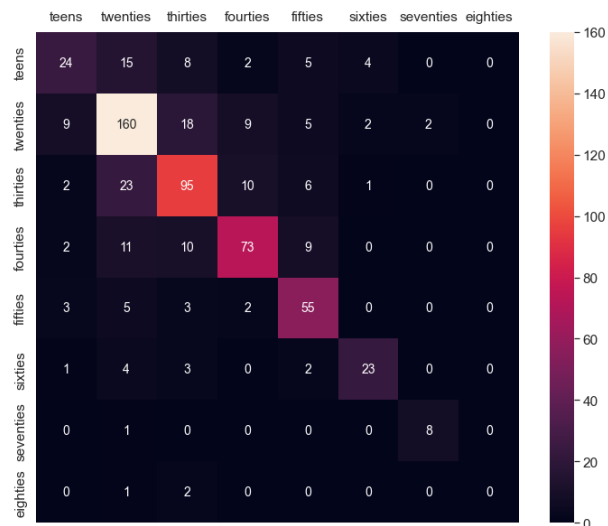 teens twenties thirties fourties fifties sixties seventies eighties
teens 24 15 8 2 5 4 0 0
twenties 9 160 18 9 5 2 2 0
thirties 2 23 95 10 6 1 0 0
fourties 2 11 10 73 9 0 0 0
fifties 3 5 3 2 55 0 0 0
sixties 1 4 3 0 2 23 0 0
seventies 0 1 0 0 0 0 8 0
eighties 0 1 2 0 0 0 0 0
160
140
120
100
80
60
40
20
0